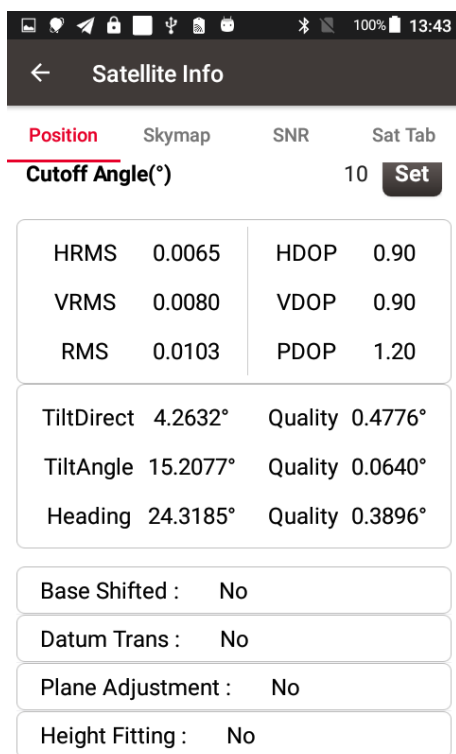 100% 13:43
Satellite Info
Position Skymap SNR Sat Tab
Cutoff Angle(°) 10 Set
HRMS 0.0065 HDOP 0.90
VRMS 0.0080 VDOP 0.90
RMS 0.0103 PDOP 1.20
TiltDirect 4.2632° Quality 0.4776°
TiltAngle 15.2077° Quality 0.0640°
Heading 24.3185° Quality 0.3896°
Base Shifted : No
Datum Trans : No
Plane Adjustment : No
Height Fitting : No